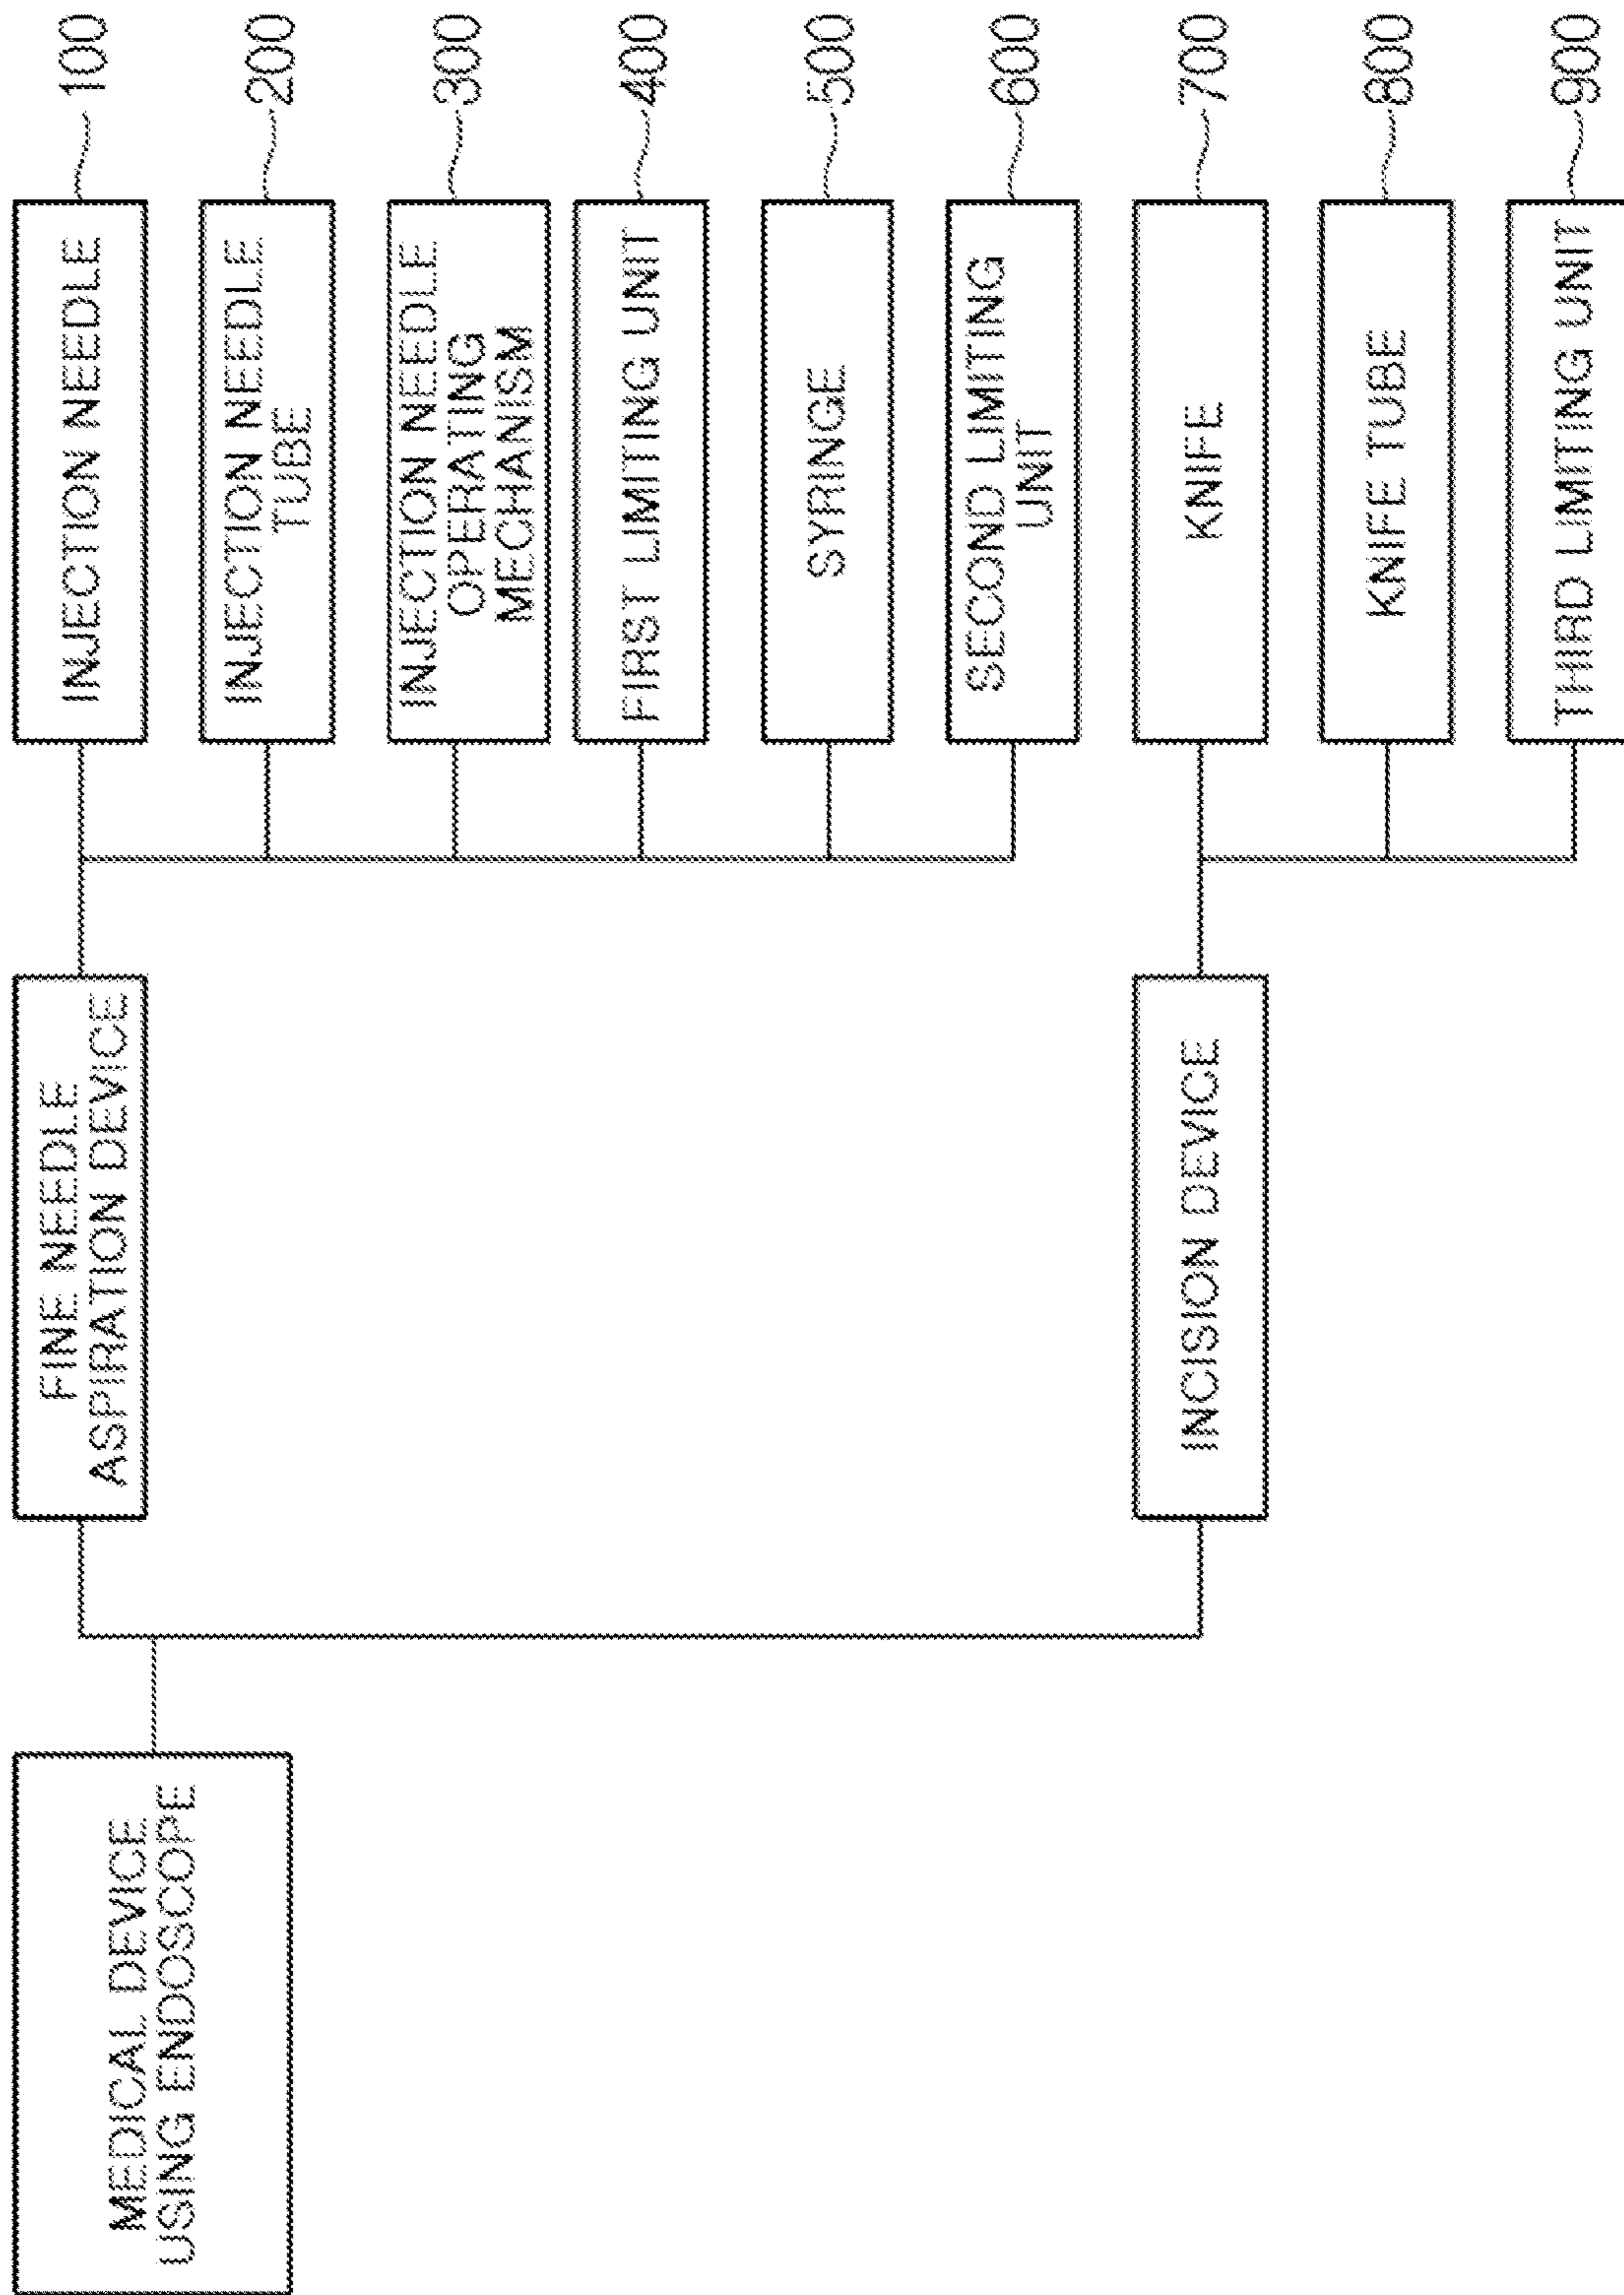 MEDICAL DEVICE
USING ENDOSCOPE
FINE NEEDLE
ASPIRATION DEVICE
INJECTION NEEDLE
100
INJECTION NEEDLE
TUBE
200
INJECTION NEEDLE
OPERATING
MECHANISM
300
FIRST LIMITING UNIT
400
SYRINGE
500
SECOND LIMITING
UNIT
600
INCISION DEVICE
KNIFE
700
KNIFE TUBE
800
THIRD LIMITING UNIT
900